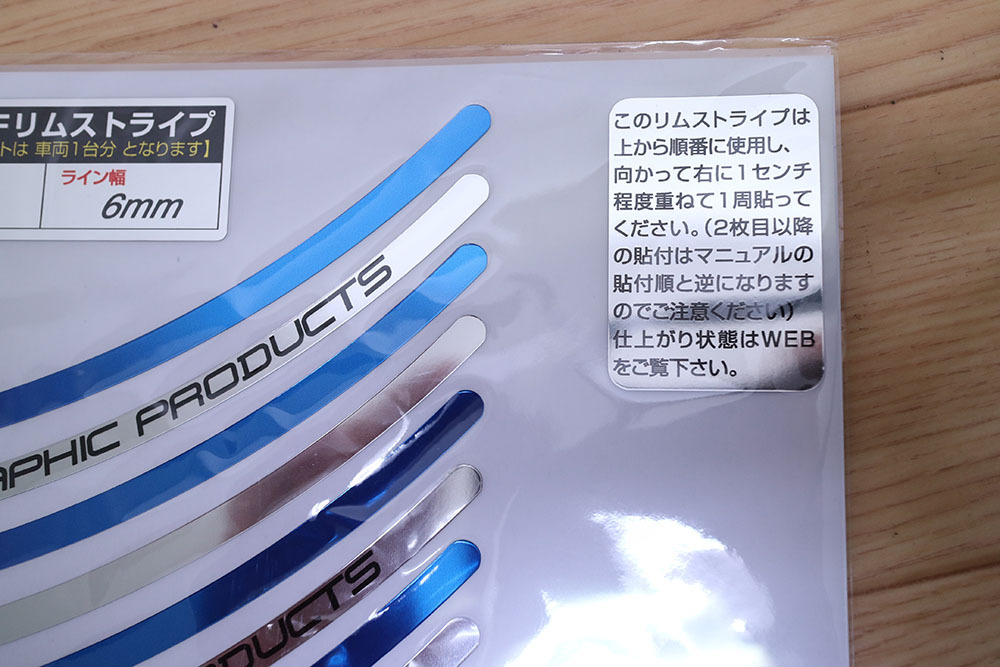 Fリムストライプ
トは 車両1台分 となります】
ライン幅
6mm
このリムストライプは
上から順番に使用し、
向かって右に1センチ
程度重ねて1周貼って
ください。(2枚目以降
の貼付はマニュアルの
貼付順と逆になります
のでご注意ください)
仕上がり状態はWEB
をご覧下さい。
APHIC PRODUCTS
PRODUCTS